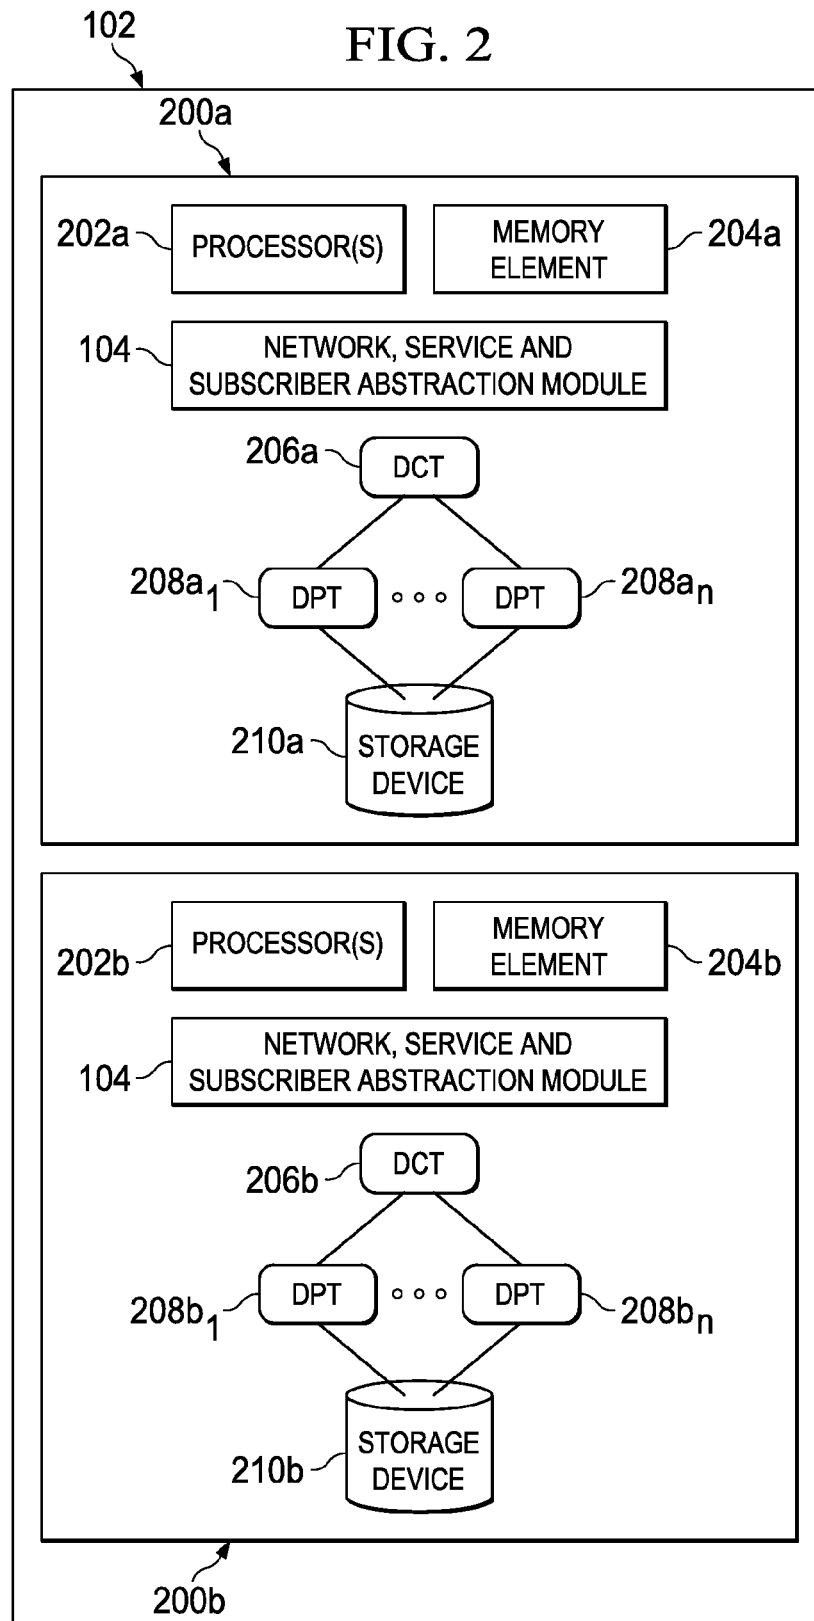 FIG. 2
102
200a
202a
PROCESSOR(S)
MEMORY
ELEMENT
204a
104
NETWORK, SERVICE AND
SUBSCRIBER ABSTRACTION MODULE
206a
DCT
208a1
DPT
DPT
208an
210a
STORAGE
DEVICE
202b
PROCESSOR(S)
MEMORY
ELEMENT
204b
104
NETWORK, SERVICE AND
SUBSCRIBER ABSTRACTION MODULE
206b
DCT
208b1
DPT
DPT
208bn
210b
STORAGE
DEVICE
200b